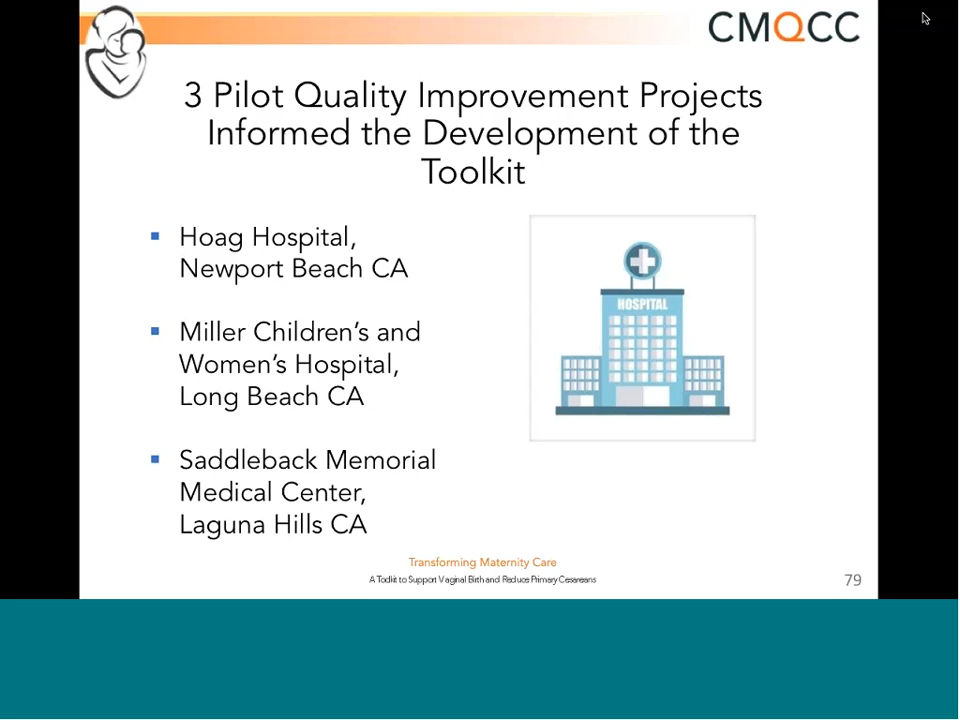 CMQCC
3 Pilot Quality Improvement Projects
Informed the Development of the
Toolkit
Hoag Hospital,
Newport Beach CA
Miller Children's and
Women's Hospital,
Long Beach CA
Saddleback Memorial
Medical Center,
Laguna Hills CA
HOSPITAL
Transforming Maternity Care
A Toolkit to Support Vaginal Birth and Reduce Primary Cesareans
79